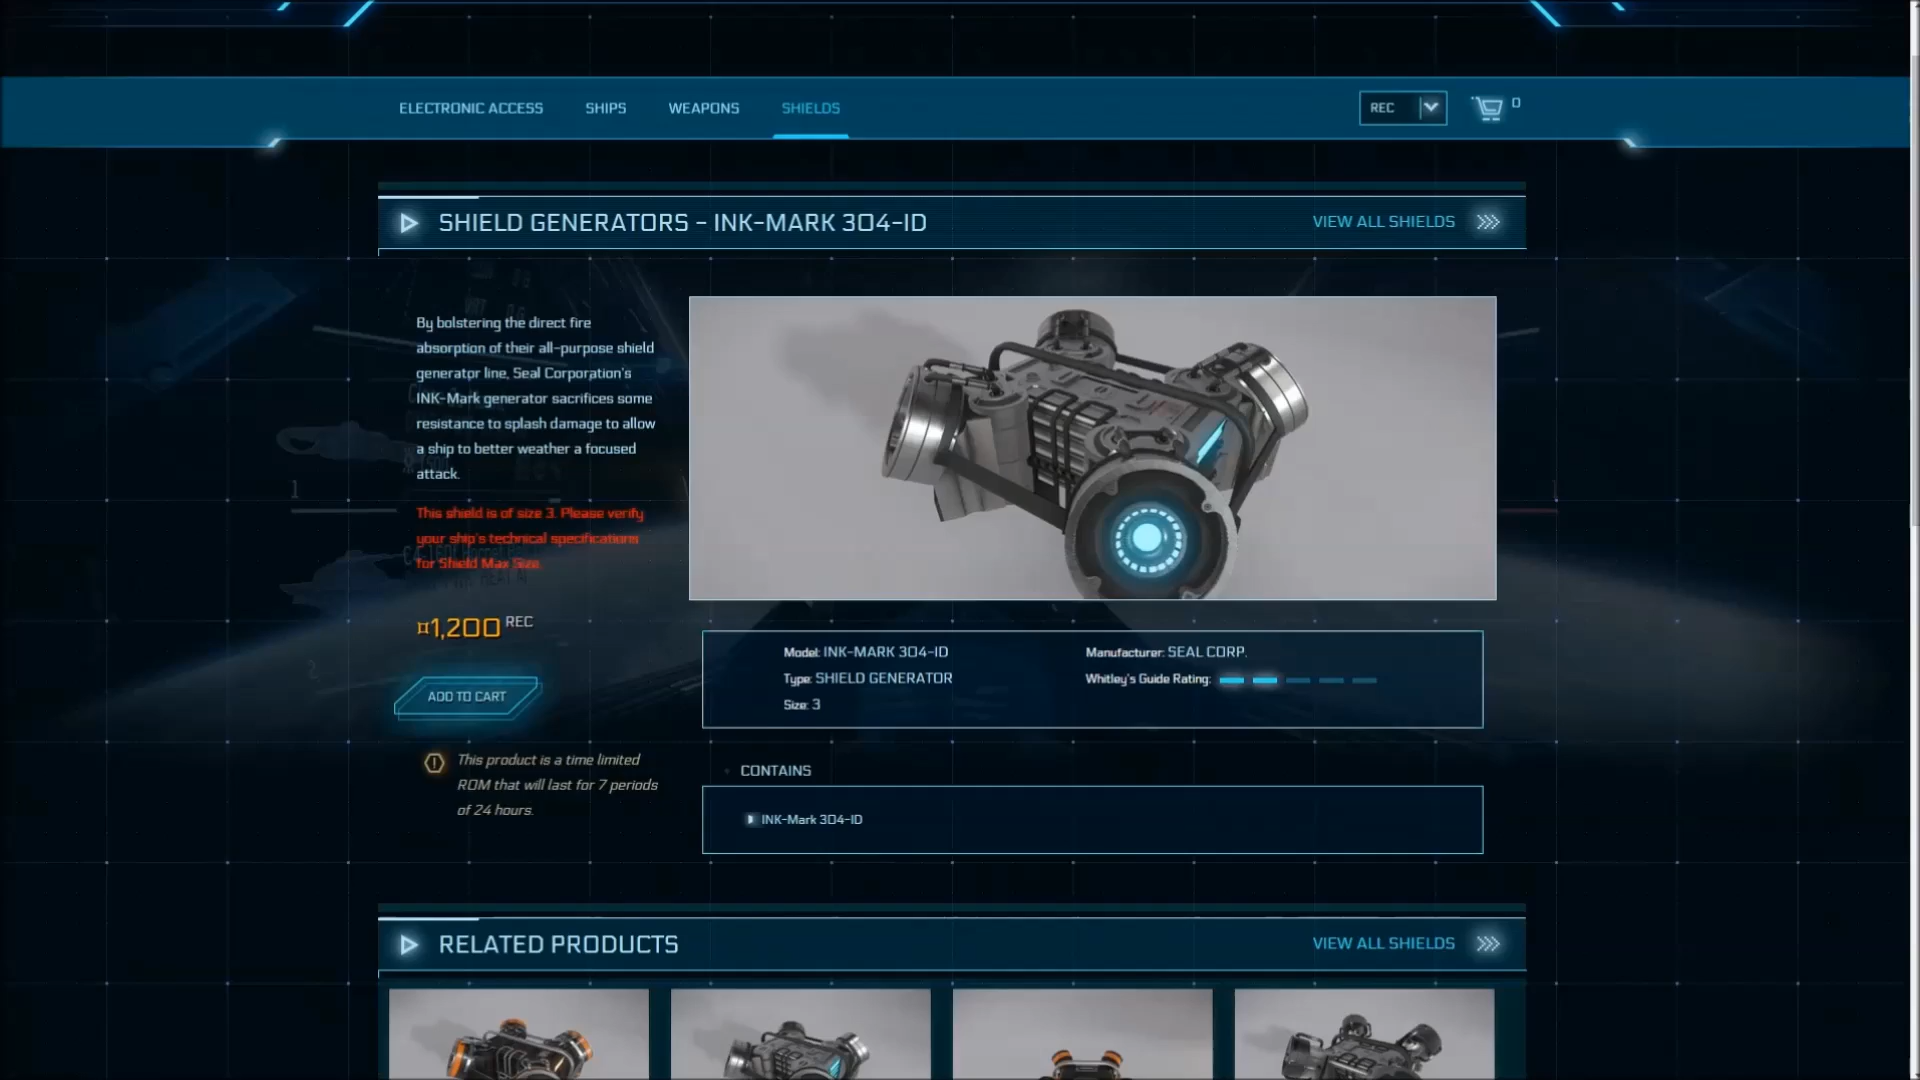 ELECTRONIC ACCESS SHIPS WEAPONS SHIELDS REC 0
SHIELD GENERATORS - INK-MARK 304-ID VIEW ALL SHIELDS
By bolstering the direct fire
absorption of their all-purpose shield
generator line, Seal Corporation's
INK-Mark generator sacrifices some
resistance to splash damage to allow
a ship to better weather a focused
attack.
This shield is of size 3. Please verify
your ship's technical specifications
for Shield Max Size.
¤1,200 REC
ADD TO CART
This product is a time limited
ROM that will last for 7 periods
of 24 hours.
Model: INK-MARK 304-ID
Type: SHIELD GENERATOR
Size: 3
Manufacturer: SEAL CORP.
Whitley's Guide Rating:
CONTAINS
INK-Mark 304-ID
RELATED PRODUCTS VIEW ALL SHIELDS
1
2